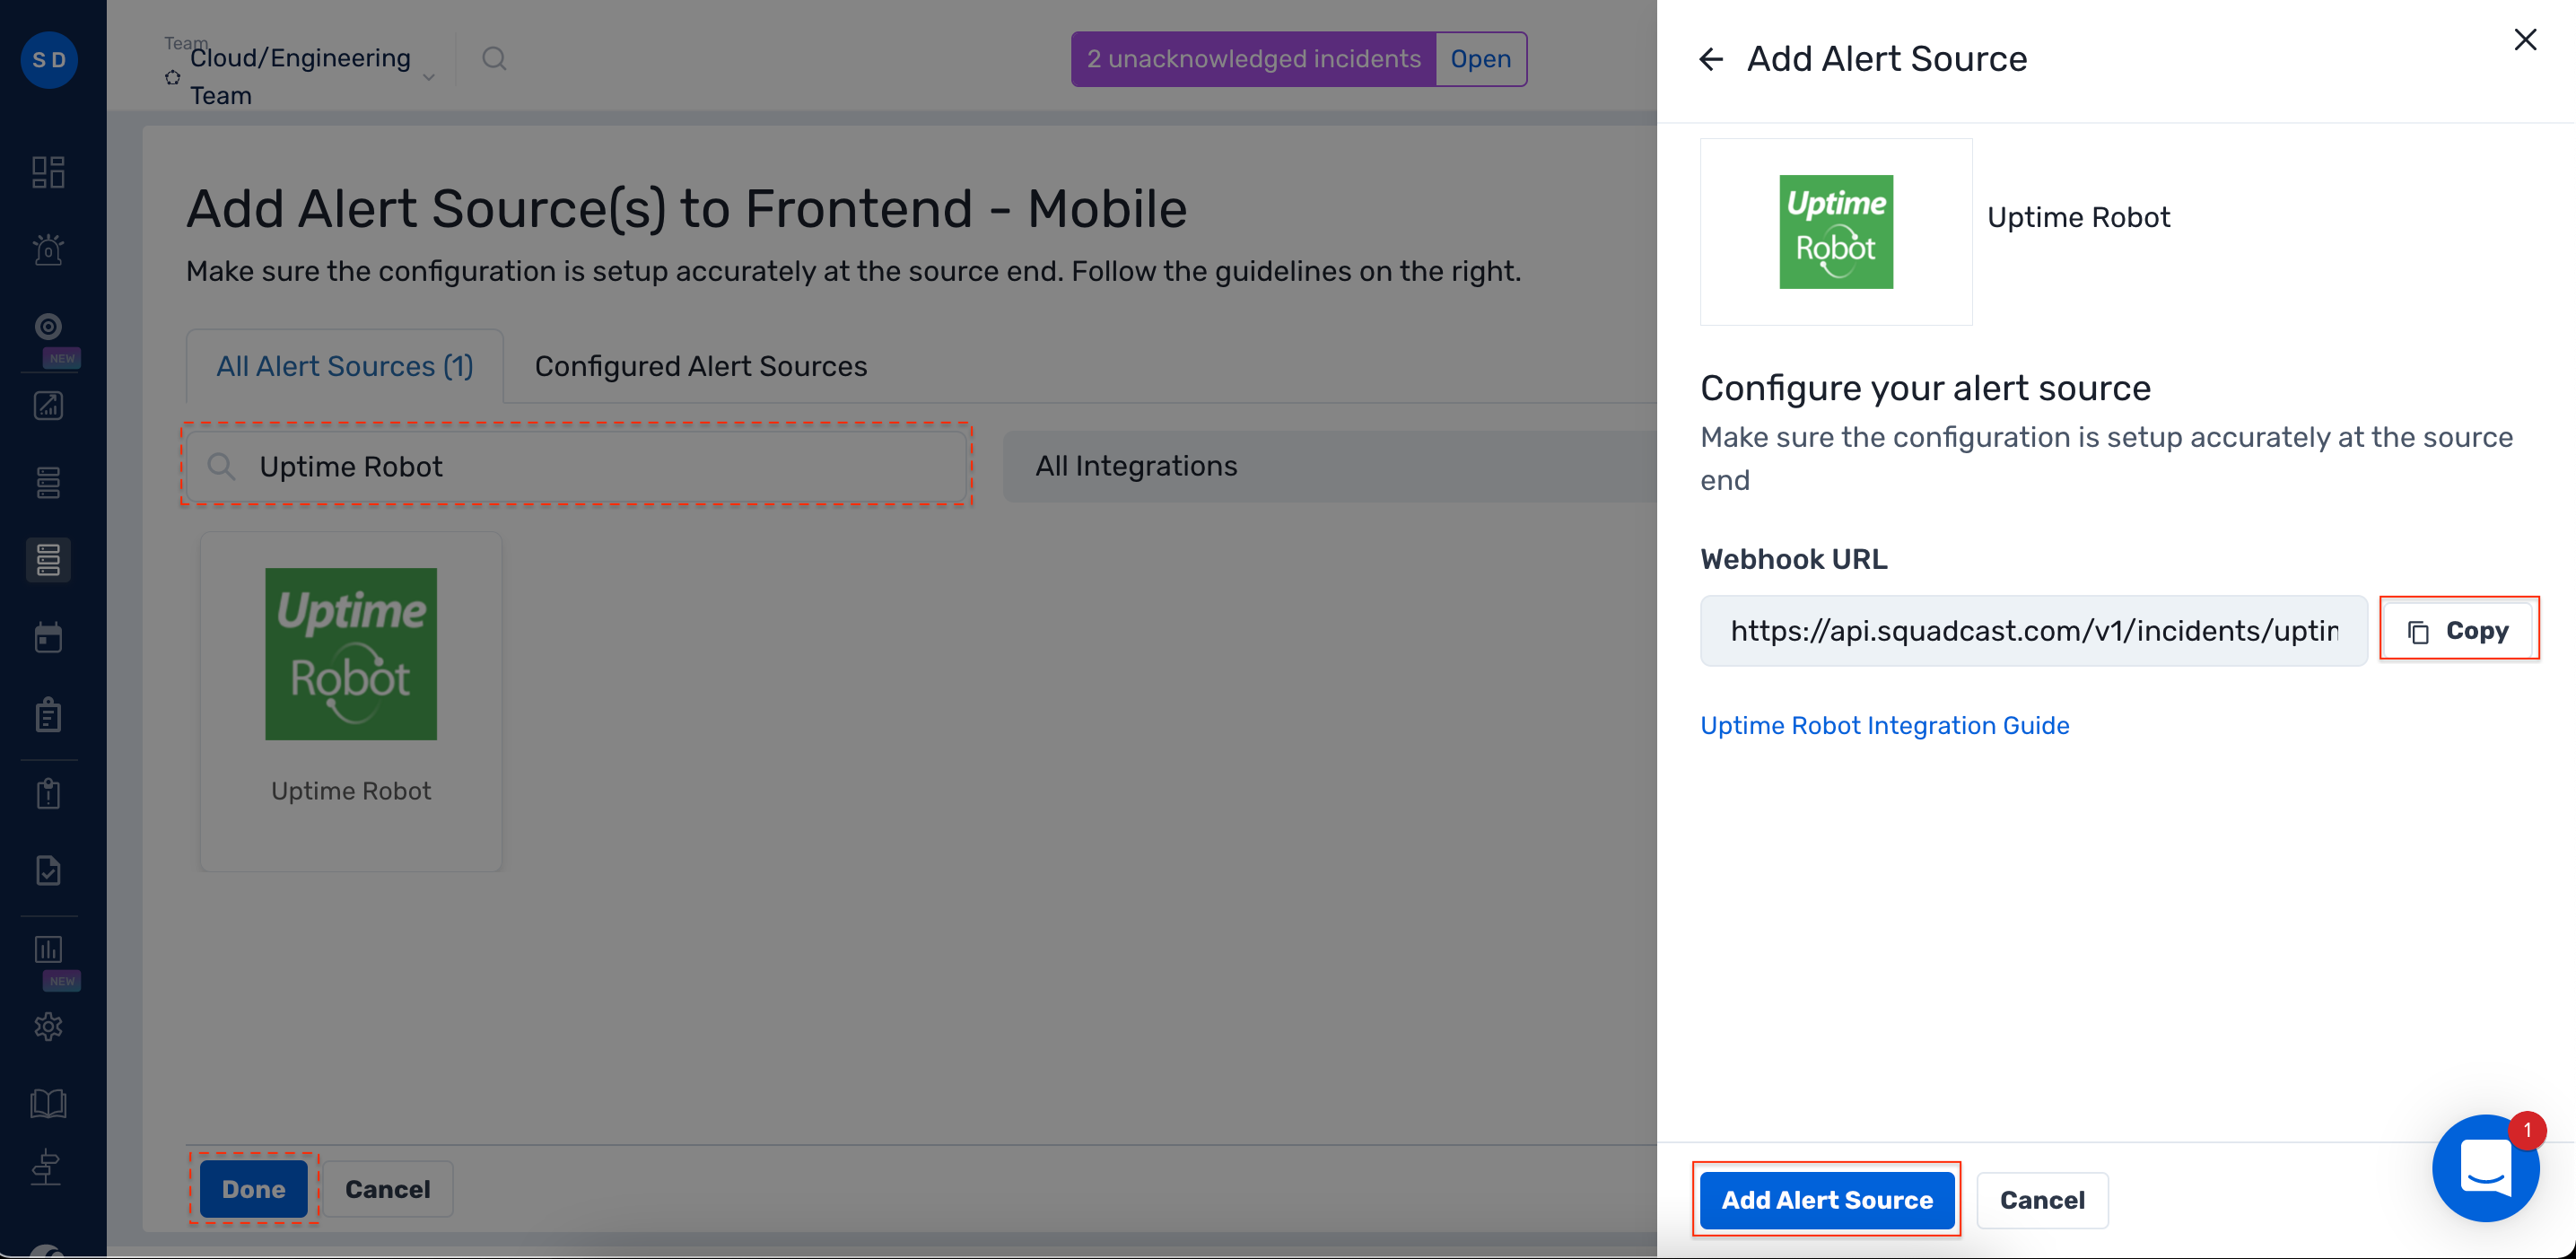 S D
Team
Cloud/Engineering
Team
2 unacknowledged incidents
Open
0
NEW
NEW
Add Alert Source(s) to Frontend - Mobile
Make sure the configuration is setup accurately at the source end. Follow the guidelines on the right.
All Alert Sources (1)
Configured Alert Sources
Uptime Robot
All Integrations
Uptime
Robot
Uptime Robot
Done
Cancel
Add Alert Source
Uptime
Robot
Uptime Robot
Configure your alert source
Make sure the configuration is setup accurately at the source
end
Webhook URL
https://api.squadcast.com/v1/incidents/uptin
Copy
Uptime Robot Integration Guide
Add Alert Source
Cancel
1